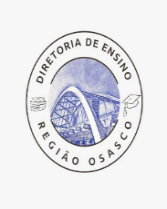 DIRETORIA DE ENSINO
REGIÃO OSASCO